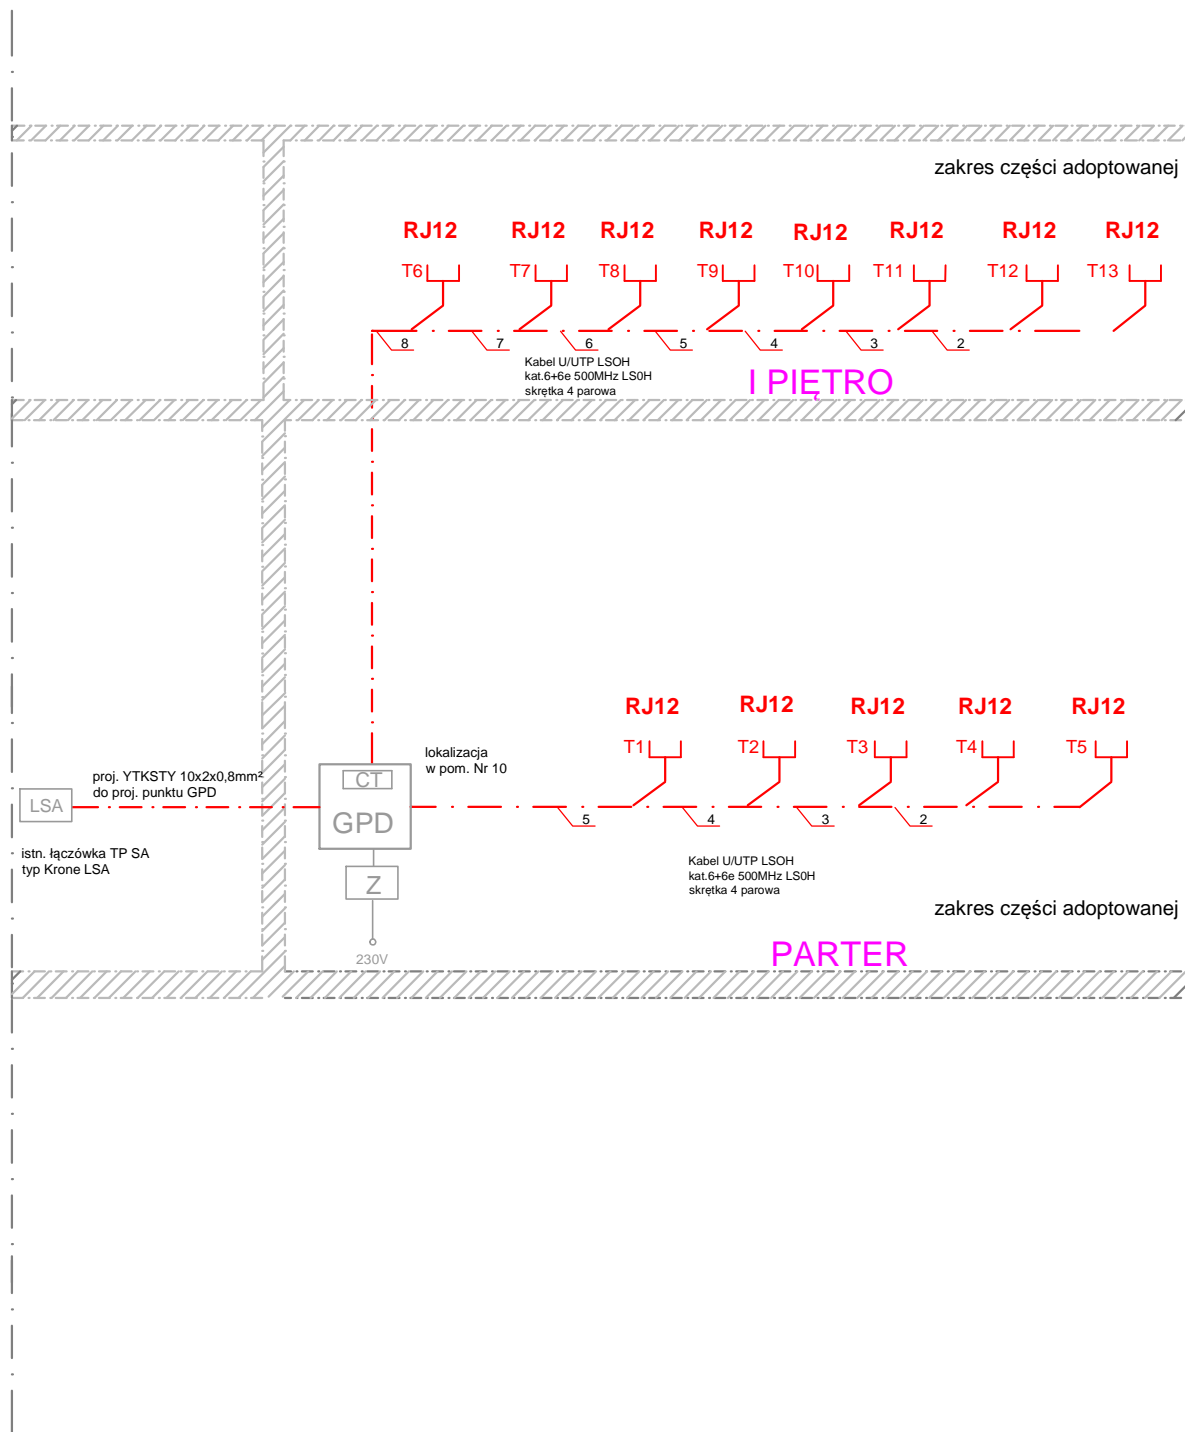 zakres części adoptowanej
RJ12 RJ12 RJ12 RJ12 RJ12 RJ12 RJ12 RJ12
T6 T7 T8 T9 T10 T11 T12 T13
8 7 6 5 4 3 2
Kabel U/UTP LSOH
kat.6+6e 500MHz LS0H
skrętka 4 parowa
I PIĘTRO
RJ12 RJ12 RJ12 RJ12 RJ12
T1 T2 T3 T4 T5
lokalizacja
w pom. Nr 10
proj. YTKSTY 10x2x0,8mm²
do proj. punktu GPD
CT
LSA
GPD
5 4 3 2
istn. łączówka TP SA
typ Krone LSA
Kabel U/UTP LSOH
kat.6+6e 500MHz LS0H
skrętka 4 parowa
Z
zakres części adoptowanej
230V
PARTER